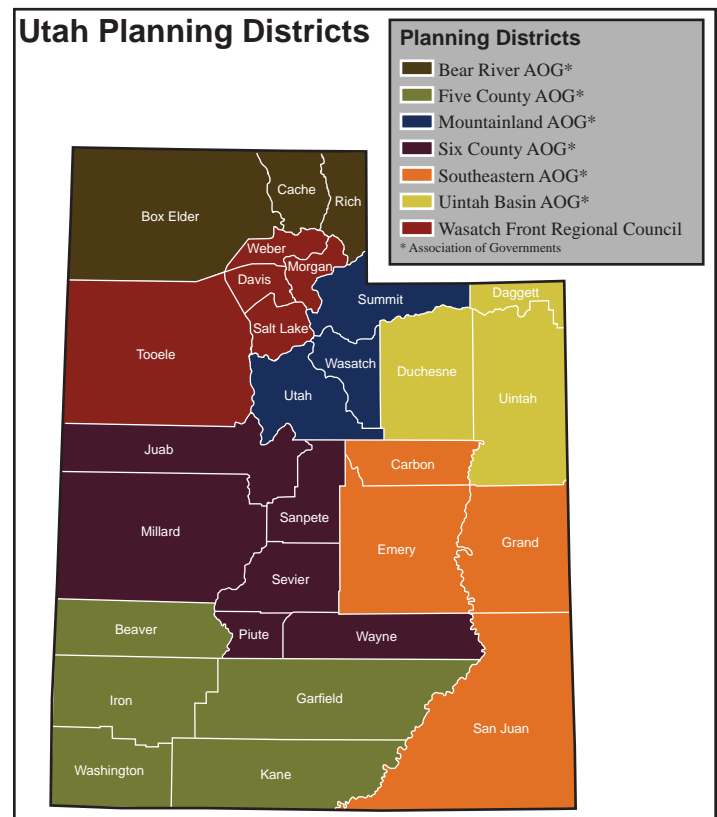 Utah Planning Districts
Planning Districts
Bear River AOG*
Five County AOG*
Mountainland AOG*
Six County AOG*
Southeastern AOG*
Uintah Basin AOG*
Wasatch Front Regional Council
* Association of Governments
Cache
Rich
Box Elder
Weber
Morgan
Davis
Summit
Daggett
Salt Lake
Tooele
Wasatch
Duchesne
Utah
Uintah
Juab
Carbon
Sanpete
Millard
Grand
Emery
Sevier
Beaver
Piute
Wayne
Iron
Garfield
San Juan
Washington
Kane